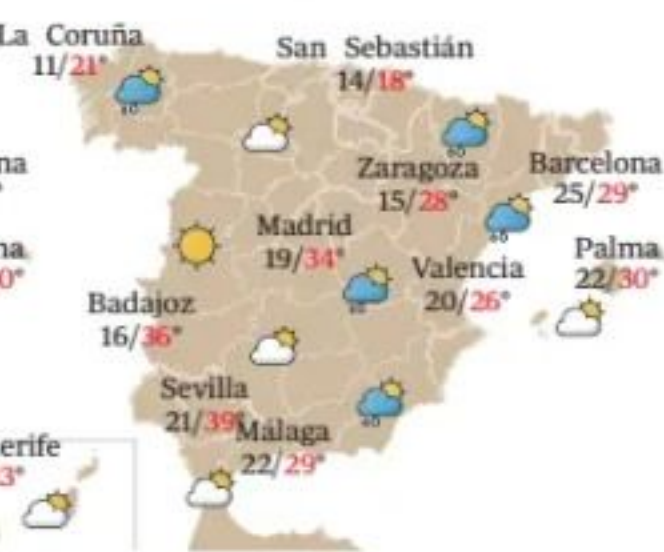 La Coruña
11/21°
San Sebastián
14/18°
Zaragoza
15/28°
Barcelona
25/29°
Madrid
19/34°
Valencia
20/26°
Palma
22/30°
Badajoz
16/36°
Sevilla
21/39°
Málaga
22/29°